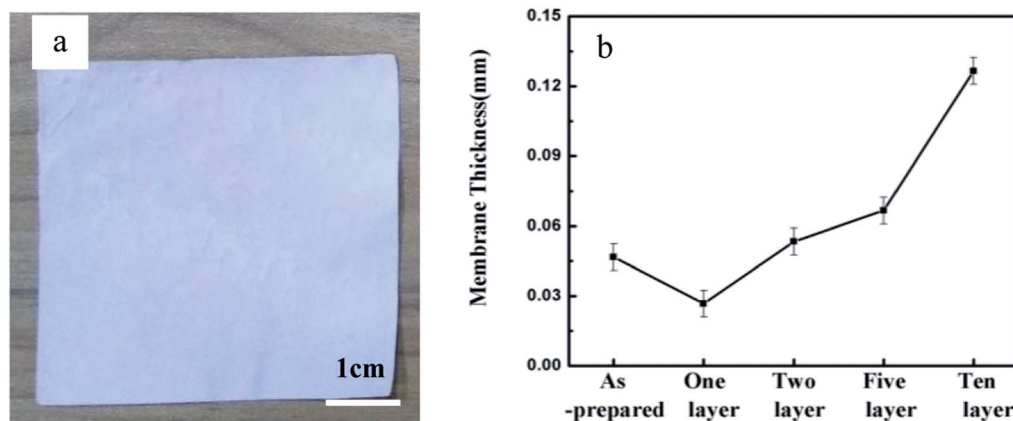 a
1cm
b
Membrane Thickness(mm)
0.15
0.12
0.09
0.06
0.03
0.00
As
-prepared
One
layer
Two
layer
Five
layer
Ten
layer